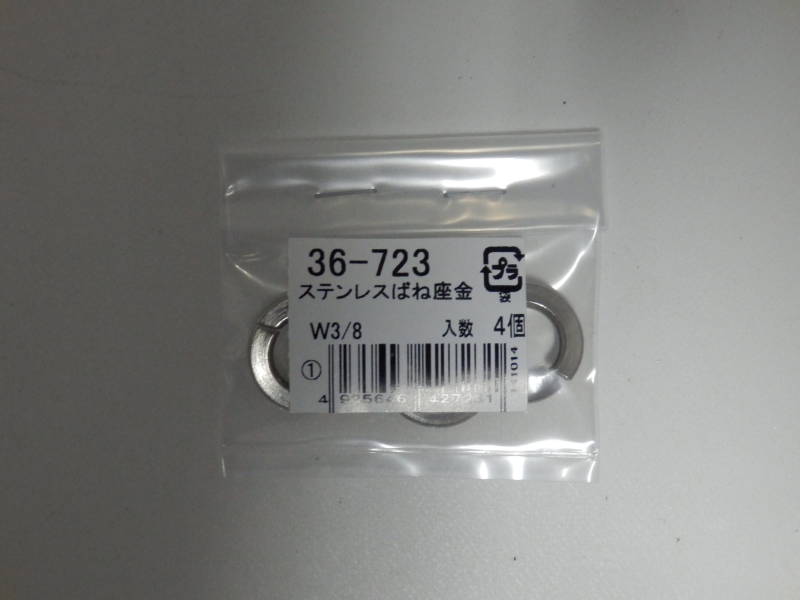 36-723
プラ
ステンレスばね座金
袋
W3/8
入数 4個
①